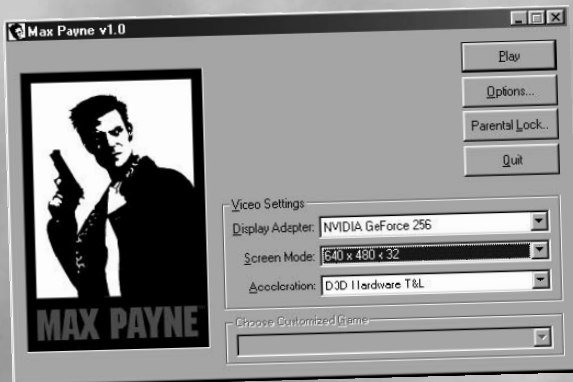 Max Payne v1.0
Play
Options...
Parental Lock..
Quit
Video Settings
Display Adapter: NVIDIA GeForce 256
Screen Mode: 640 x 480 x 32
Acceleration: D3D Hardware T&L
Choose Customized Game
MAX PAYNE